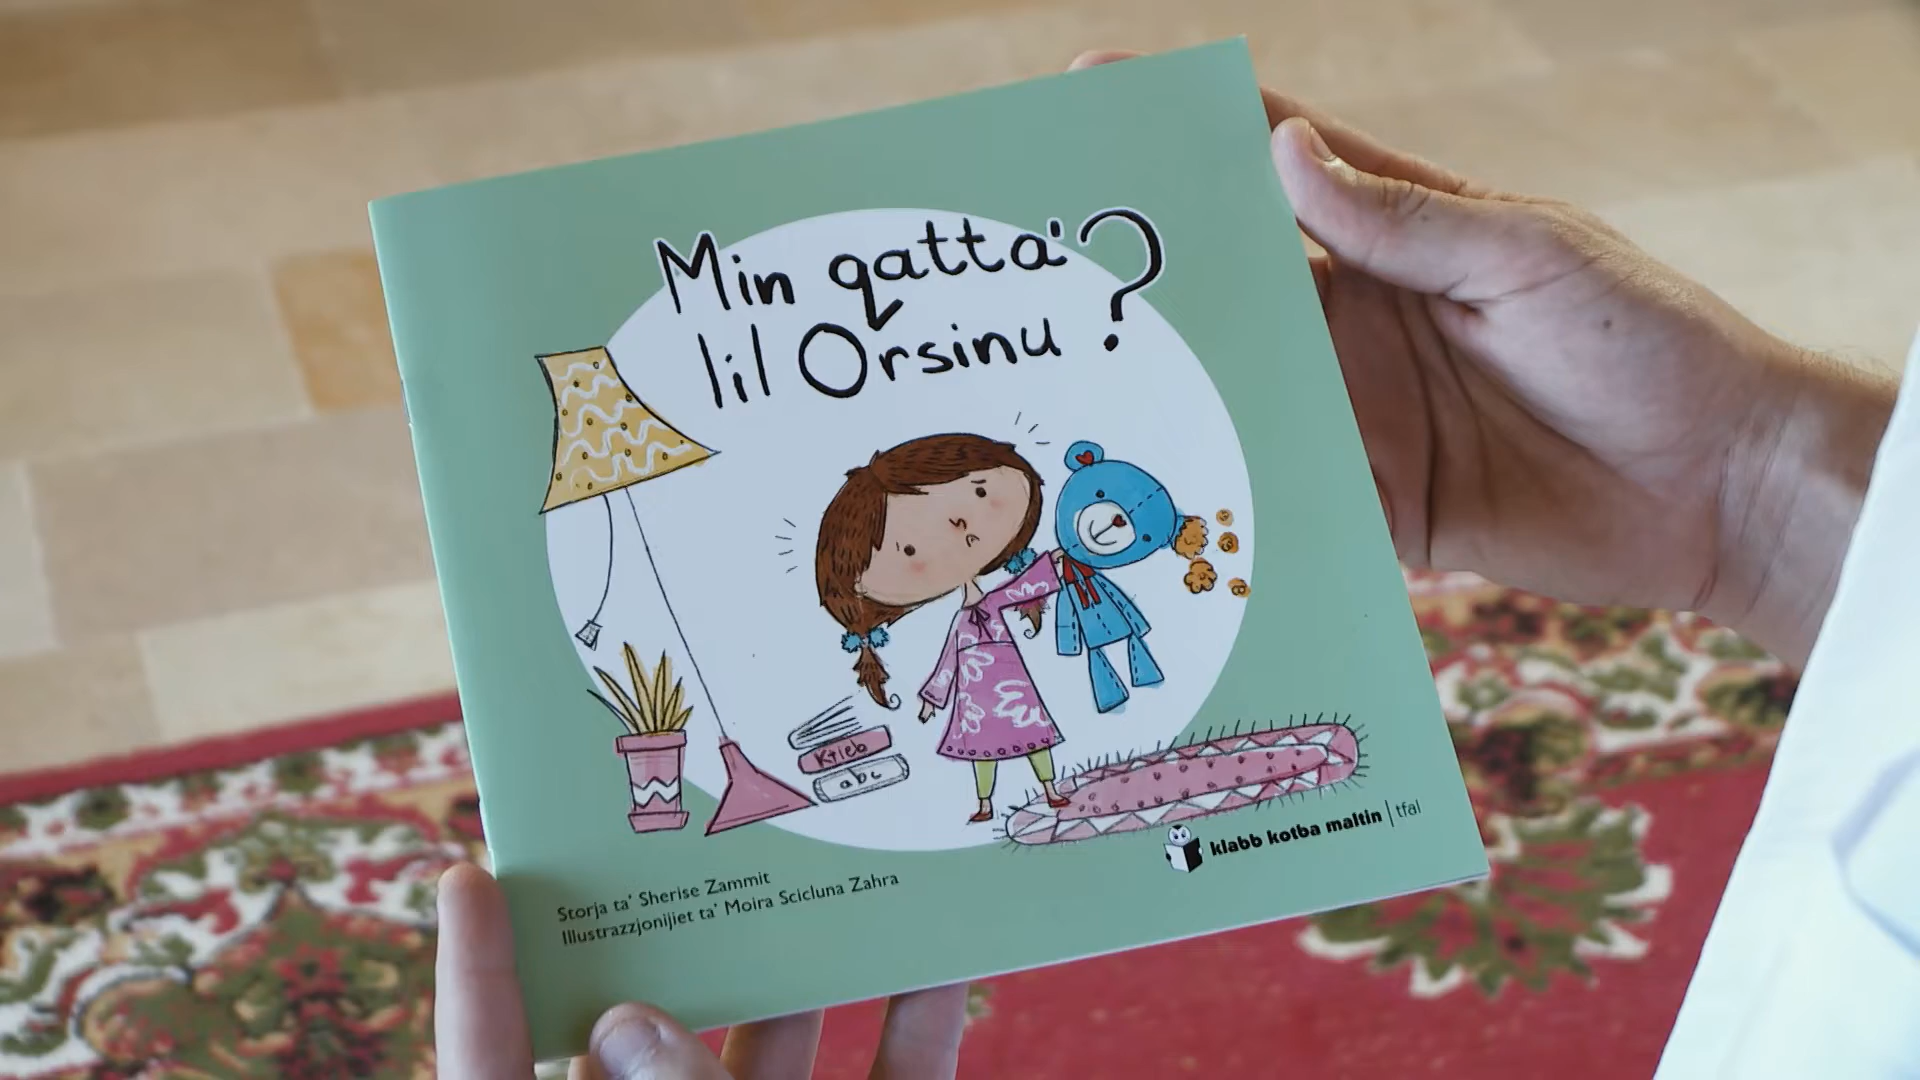 Min qatta'
lil Orsinu?
Ktieb
abc
klabb kotba maltin | tfal
Storja ta' Sherise Zammit
Illustrazzjonijiet ta' Moira Scicluna Zahra